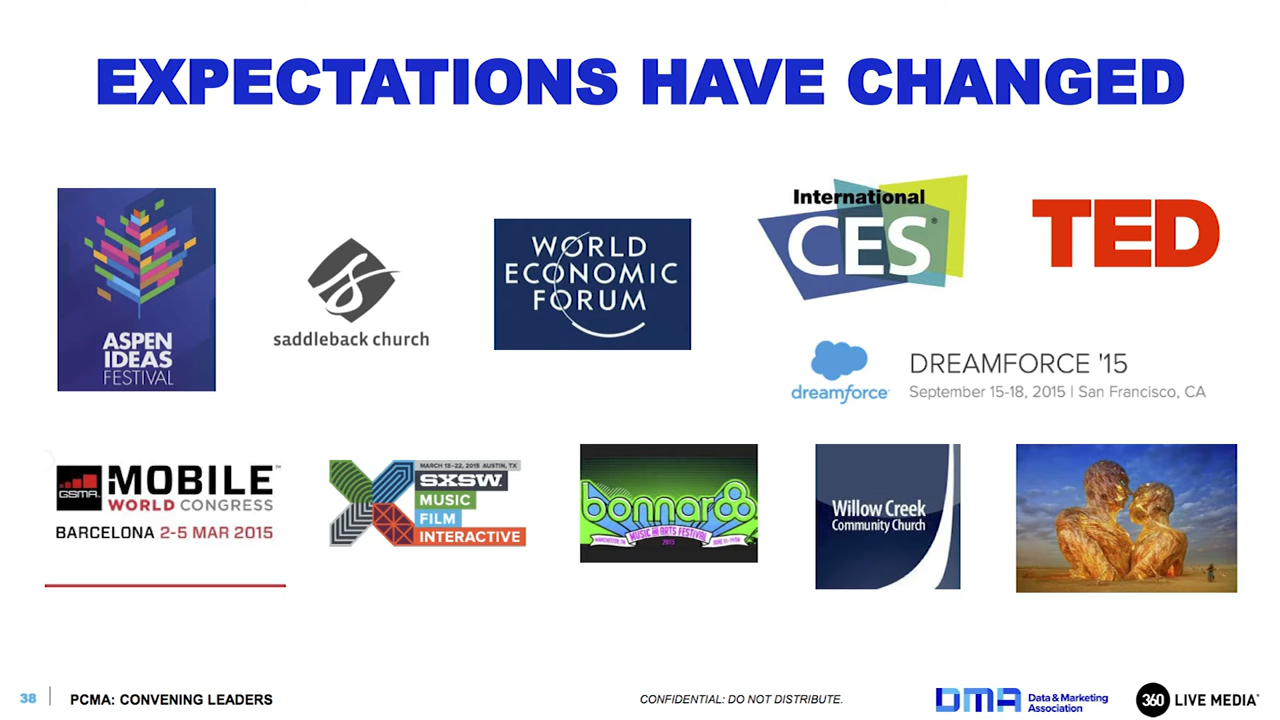 EXPECTATIONS HAVE CHANGED
ASPEN
IDEAS
FESTIVAL
saddleback church
WORLD
ECONOMIC
FORUM
International
CES®
TED
dreamforce
DREAMFORCE '15
September 15-18, 2015 | San Francisco, CA
GSMA
MOBILE™
WORLD CONGRESS
BARCELONA 2-5 MAR 2015
MARCH 13-22, 2015 AUSTIN, TX
SXSW
MUSIC
FILM
INTERACTIVE
bonnaroo
MUSIC & ARTS FESTIVAL
2015
Willow Creek
Community Church
38
PCMA: CONVENING LEADERS
CONFIDENTIAL: DO NOT DISTRIBUTE.
DMA
Data & Marketing
Association
360
LIVE MEDIA